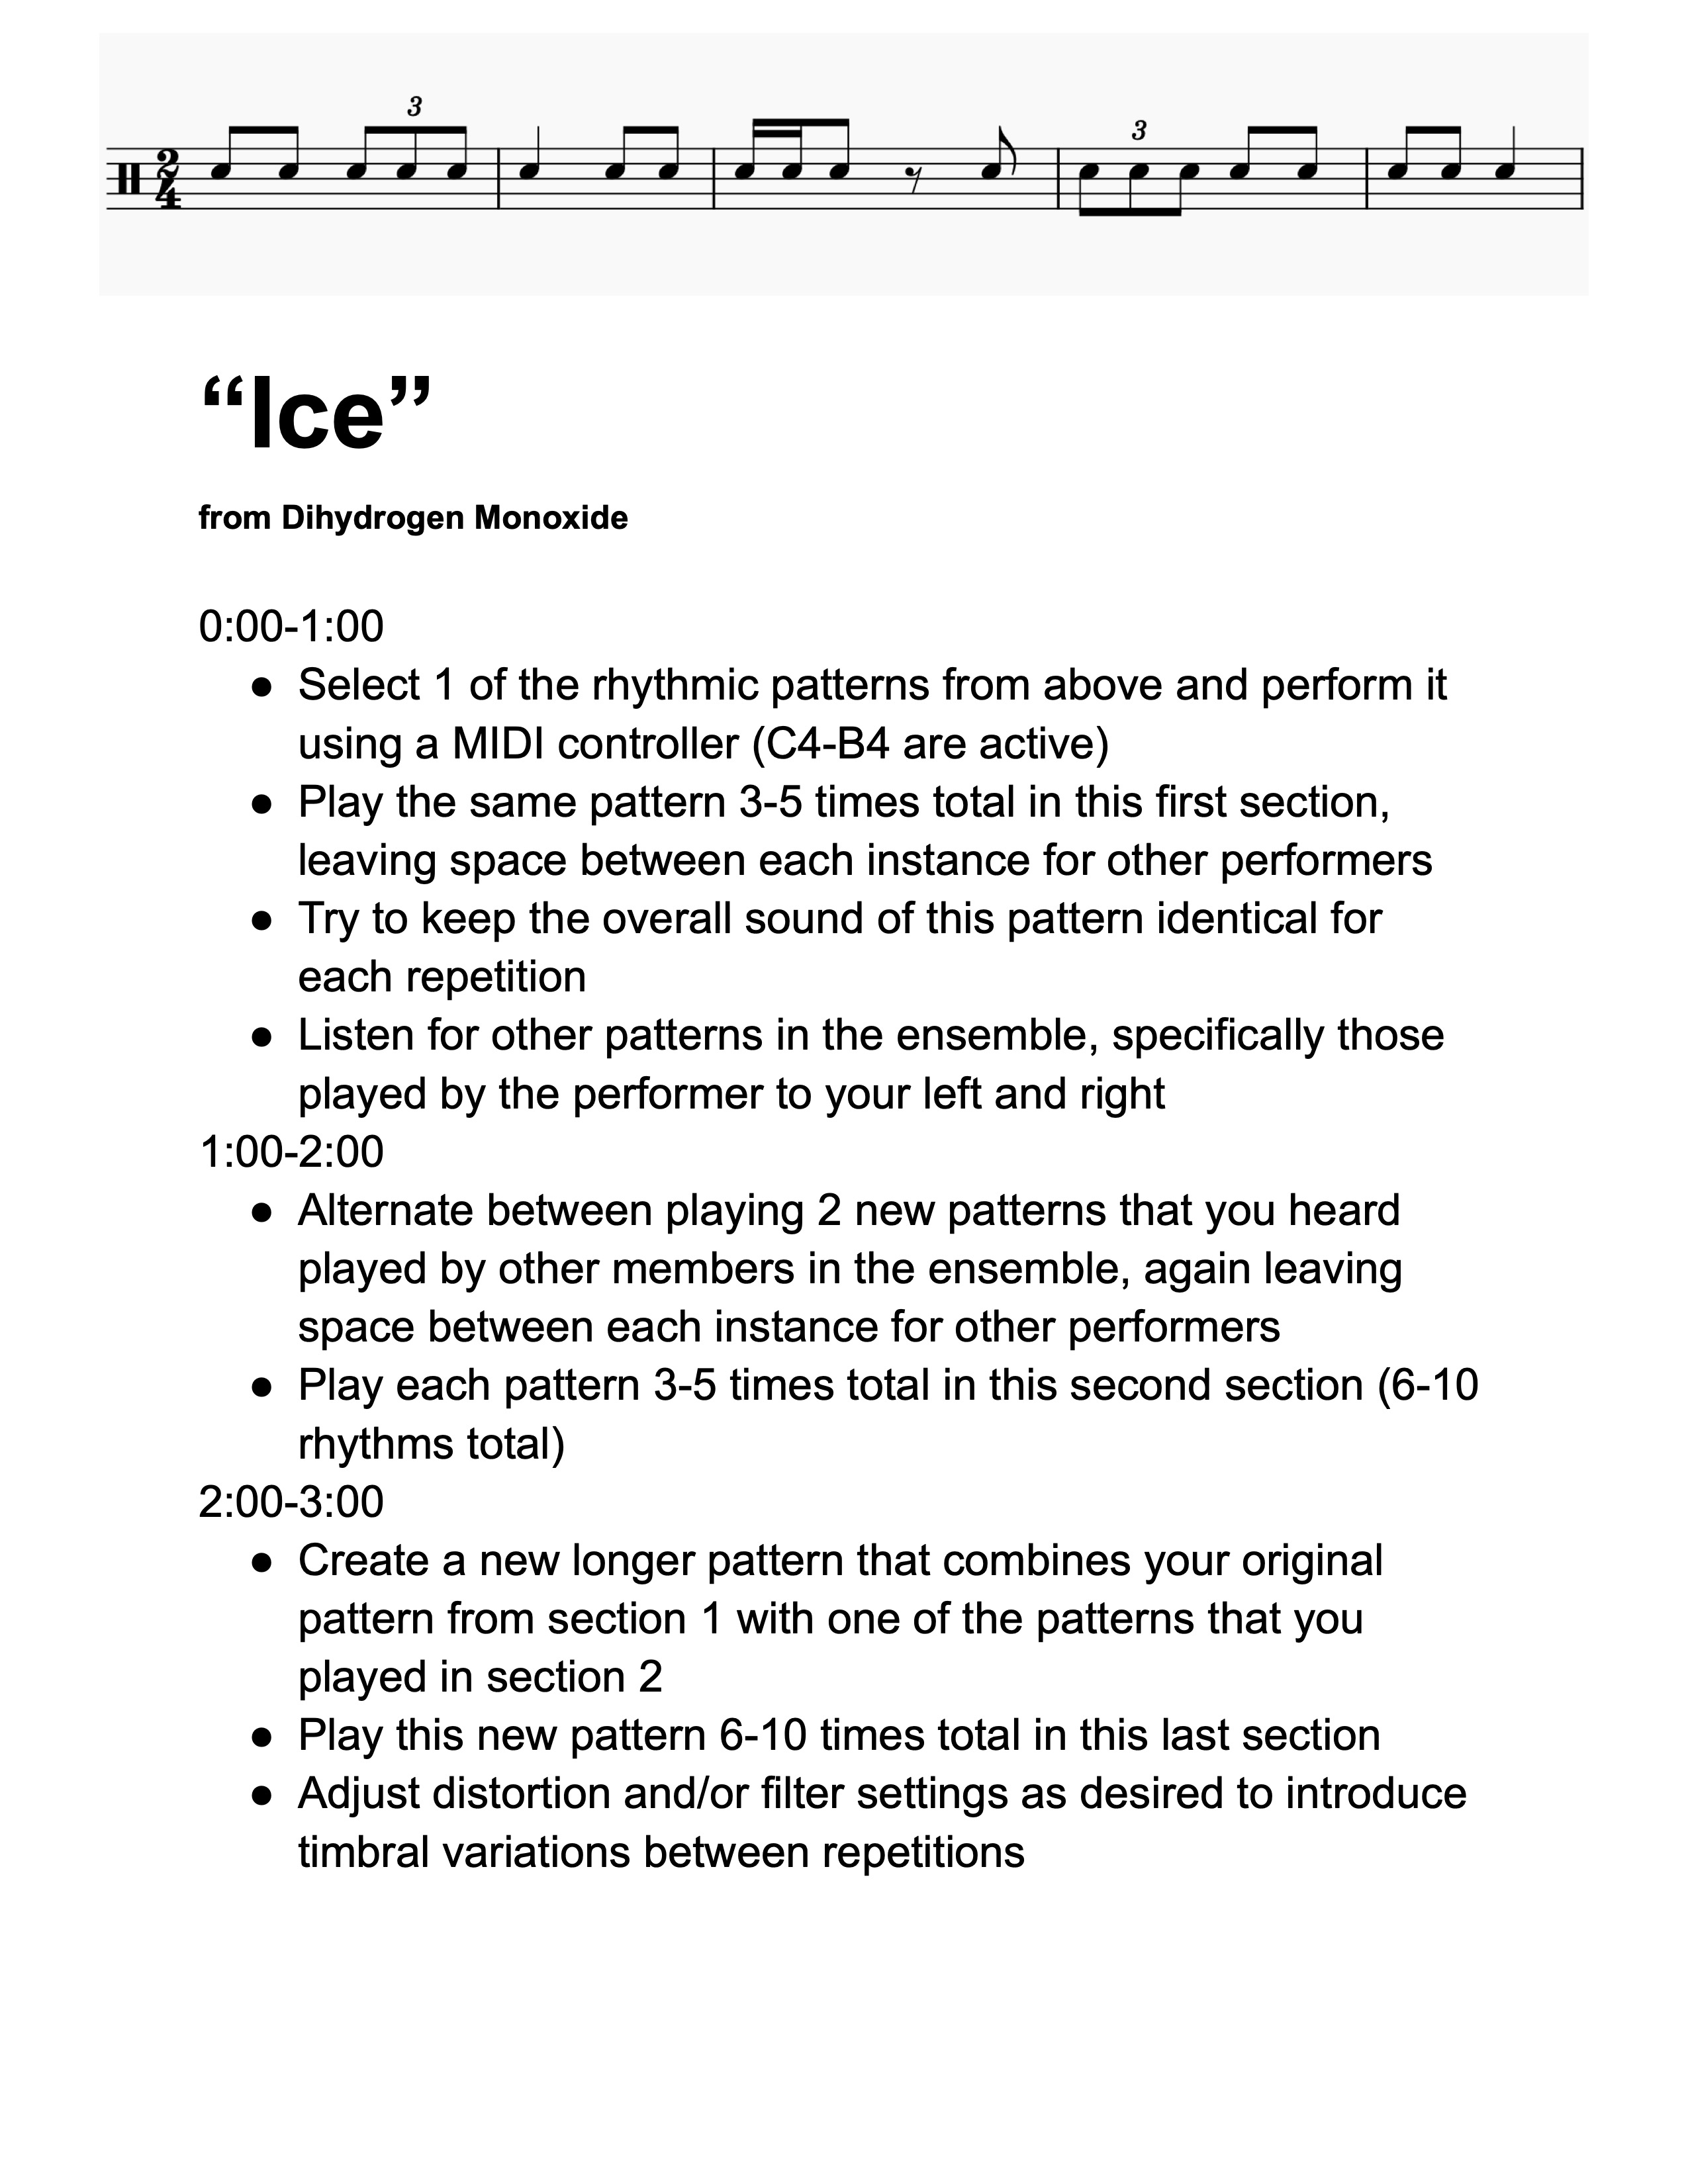 3
3
2
4
“Ice”
from Dihydrogen Monoxide
0:00-1:00
● Select 1 of the rhythmic patterns from above and perform it
using a MIDI controller (C4-B4 are active)
● Play the same pattern 3-5 times total in this first section,
leaving space between each instance for other performers
● Try to keep the overall sound of this pattern identical for
each repetition
● Listen for other patterns in the ensemble, specifically those
played by the performer to your left and right
1:00-2:00
● Alternate between playing 2 new patterns that you heard
played by other members in the ensemble, again leaving
space between each instance for other performers
● Play each pattern 3-5 times total in this second section (6-10
rhythms total)
2:00-3:00
● Create a new longer pattern that combines your original
pattern from section 1 with one of the patterns that you
played in section 2
● Play this new pattern 6-10 times total in this last section
● Adjust distortion and/or filter settings as desired to introduce
timbral variations between repetitions